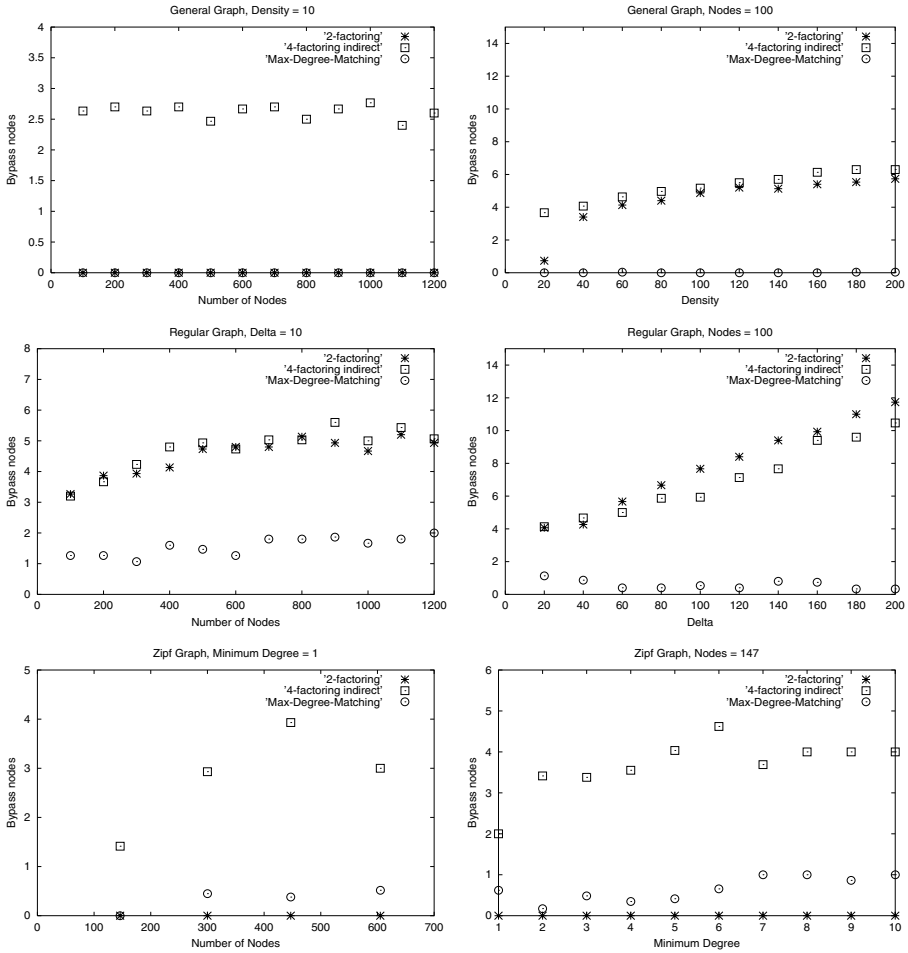 General Graph, Density = 10
4
3.5
3
2.5
2
1.5
1
0.5
0
Bypass nodes
'2-factoring'
'4-factoring indirect'
'Max-Degree-Matching'
0 200 400 600 800 1000 1200
Number of Nodes
General Graph, Nodes = 100
14
12
10
8
6
4
2
0
Bypass nodes
'2-factoring'
'4-factoring indirect'
'Max-Degree-Matching'
0 20 40 60 80 100 120 140 160 180 200
Density
Regular Graph, Delta = 10
8
7
6
5
4
3
2
1
0
Bypass nodes
'2-factoring'
'4-factoring indirect'
'Max-Degree-Matching'
0 200 400 600 800 1000 1200
Number of Nodes
Regular Graph, Nodes = 100
14
12
10
8
6
4
2
0
Bypass nodes
'2-factoring'
'4-factoring indirect'
'Max-Degree-Matching'
0 20 40 60 80 100 120 140 160 180 200
Delta
Zipf Graph, Minimum Degree = 1
5
4
3
2
1
0
Bypass nodes
'2-factoring'
'4-factoring indirect'
'Max-Degree-Matching'
0 100 200 300 400 500 600 700
Number of Nodes
Zipf Graph, Nodes = 147
6
5
4
3
2
1
0
Bypass nodes
'2-factoring'
'4-factoring indirect'
'Max-Degree-Matching'
1 2 3 4 5 6 7 8 9 10
Minimum Degree